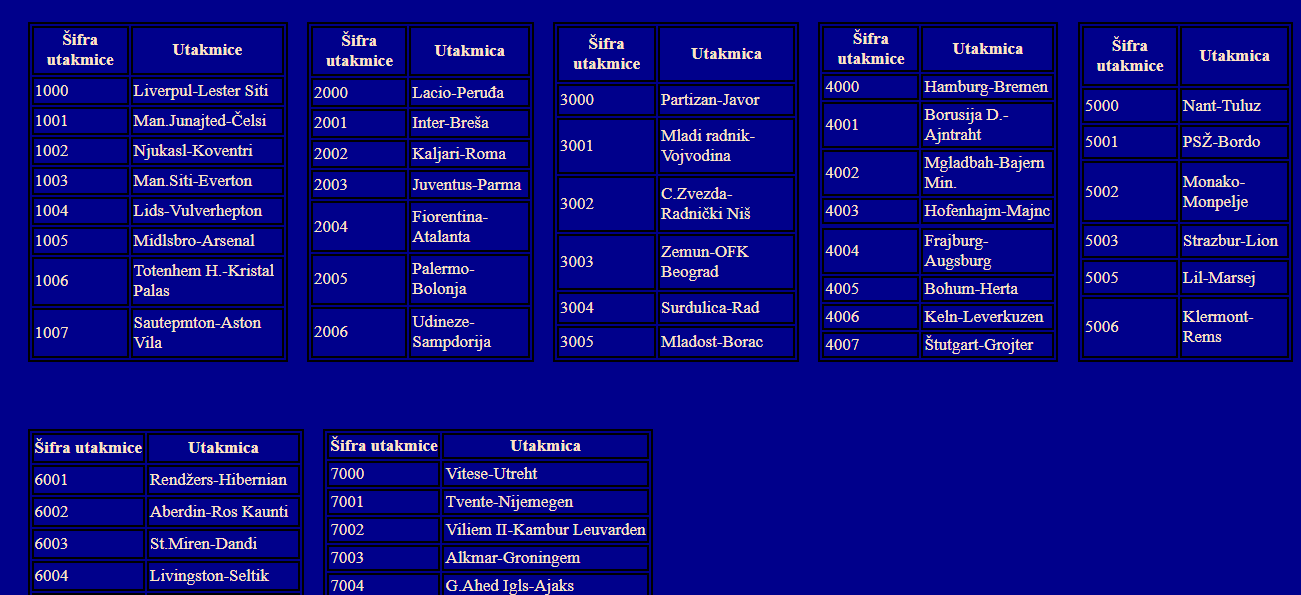 Šifra
utakmice
Utakmice
1000
Liverpul-Lester Siti
1001
Man.Junajted-Čelsi
1002
Njukasl-Koventri
1003
Man.Siti-Everton
1004
Lids-Vulverhepton
1005
Midlsbro-Arsenal
1006
Totenhem H.-Kristal
Palas
1007
Sautepmton-Aston
Vila
Šifra
utakmice
Utakmica
2000
Lacio-Peruđa
2001
Inter-Breša
2002
Kaljari-Roma
2003
Juventus-Parma
2004
Fiorentina-
Atalanta
2005
Palermo-
Bolonja
2006
Udineze-
Sampdorija
Šifra
utakmice
Utakmica
3000
Partizan-Javor
3001
Mladi radnik-
Vojvodina
3002
C.Zvezda-
Radnički Niš
3003
Zemun-OFK
Beograd
3004
Surdulica-Rad
3005
Mladost-Borac
Šifra
utakmice
Utakmica
4000
Hamburg-Bremen
4001
Borusija D.-
Ajntraht
4002
Mgladbah-Bajern
Min.
4003
Hofenhajm-Majnc
4004
Frajburg-
Augsburg
4005
Bohum-Herta
4006
Keln-Leverkuzen
4007
Štutgart-Grojter
Šifra
utakmice
Utakmica
5000
Nant-Tuluz
5001
PSŽ-Bordo
5002
Monako-
Monpelje
5003
Strazbur-Lion
5005
Lil-Marsej
5006
Klermont-
Rems
Šifra utakmice
Utakmica
6001
Rendžers-Hibernian
6002
Aberdin-Ros Kaunti
6003
St.Miren-Dandi
6004
Livingston-Seltik
Šifra utakmice
Utakmica
7000
Vitese-Utreht
7001
Tvente-Nijemegen
7002
Viliem II-Kambur Leuvarden
7003
Alkmar-Groningem
7004
G.Ahed Igls-Ajaks